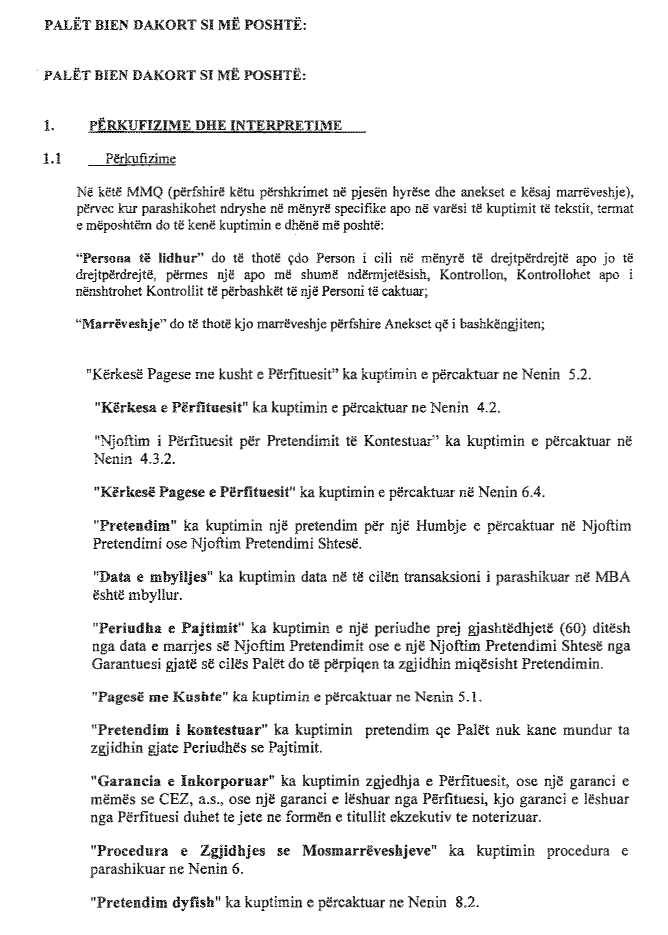 PALËT BIEN DAKORT SI MË POSHTË:
PALËT BIEN DAKORT SI MË POSHTË:
1. PËRKUFIZIME DHE INTERPRETIME
1.1 Përkufizime
Në këtë MMQ (përfshirë këtu përshkrimet në pjesën hyrëse dhe anekset e kësaj marrëveshje),
përvec kur parashikohet ndryshe në mënyrë specifike apo në varësi të kuptimit të tekstit, termat
e mëposhtëm do të kenë kuptimin e dhënë më poshtë:
“Persona të lidhur” do të thotë çdo Person i cili në mënyrë të drejtpërdrejtë apo jo të
drejtpërdrejtë, përmes një apo më shumë ndërmjetësish, Kontrollon, Kontrollohet apo i
nënshtrohet Kontrollit të përbashkët të një Personi të caktuar;
“Marrëveshje” do të thotë kjo marrëveshje përfshire Anekset që i bashkëngjiten;
"Kërkesë Pagese me kusht e Përfituesit” ka kuptimin e përcaktuar ne Nenin 5.2.
"Kërkesa e Përfituesit" ka kuptimin e përcaktuar ne Nenin 4.2.
"Njoftim i Përfituesit për Pretendimit të Kontestuar” ka kuptimin e përcaktuar në
Nenin 4.3.2.
"Kërkesë Pagese e Përfituesit" ka kuptimin e përcaktuar në Nenin 6.4.
"Pretendim" ka kuptimin një pretendim për një Humbje e përcaktuar në Njoftim
Pretendimi ose Njoftim Pretendimi Shtesë.
"Data e mbylljes" ka kuptimin data në të cilën transaksioni i parashikuar në MBA
është mbyllur.
"Periudha e Pajtimit" ka kuptimin e një periudhe prej gjashtëdhjetë (60) ditësh
nga data e marrjes së Njoftim Pretendimit ose e një Njoftim Pretendimi Shtesë nga
Garantuesi gjatë së cilës Palët do të përpiqen ta zgjidhin miqësisht Pretendimin.
"Pagesë me Kushte" ka kuptimin e përcaktuar ne Nenin 5.1.
"Pretendim i kontestuar" ka kuptimin pretendim qe Palët nuk kane mundur ta
zgjidhin gjate Periudhës se Pajtimit.
"Garancia e Inkorporuar" ka kuptimin zgjedhja e Përfituesit, ose një garanci e
mëmës se CEZ, a.s., ose një garanci e lëshuar nga Përfituesi, kjo garanci e lëshuar
nga Përfituesi duhet te jete ne formën e titullit ekzekutiv te noterizuar.
"Procedura e Zgjidhjes se Mosmarrëveshjeve" ka kuptimin procedura e
parashikuar ne Nenin 6.
"Pretendim dyfish" ka kuptimin e përcaktuar ne Nenin 8.2.